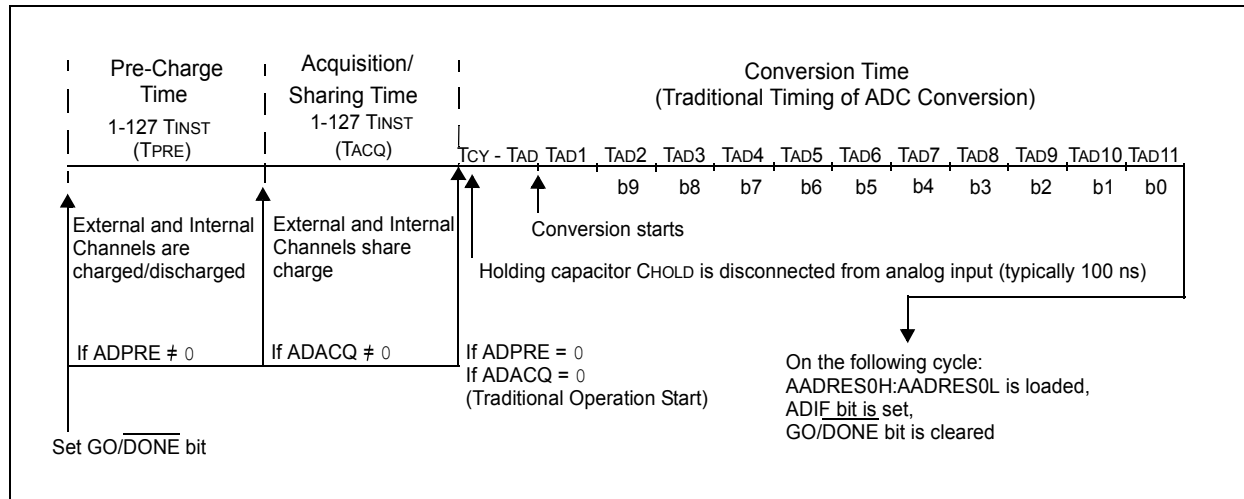 Pre-Charge
Time
1-127 TINST
(TPRE)
Acquisition/
Sharing Time
1-127 TINST
(TACQ)
Conversion Time
(Traditional Timing of ADC Conversion)
TCY - TAD TAD1 TAD2 TAD3 TAD4 TAD5 TAD6 TAD7 TAD8 TAD9 TAD10 TAD11
b9 b8 b7 b6 b5 b4 b3 b2 b1 b0
External and Internal
Channels are
charged/discharged
External and Internal
Channels share
charge
Conversion starts
Holding capacitor CHOLD is disconnected from analog input (typically 100 ns)
If ADPRE ≠ 0
If ADACQ ≠ 0
If ADPRE = 0
If ADACQ = 0
(Traditional Operation Start)
On the following cycle:
AADRES0H:AADRES0L is loaded,
ADIF bit is set,
GO/DONE bit is cleared
Set GO/DONE bit